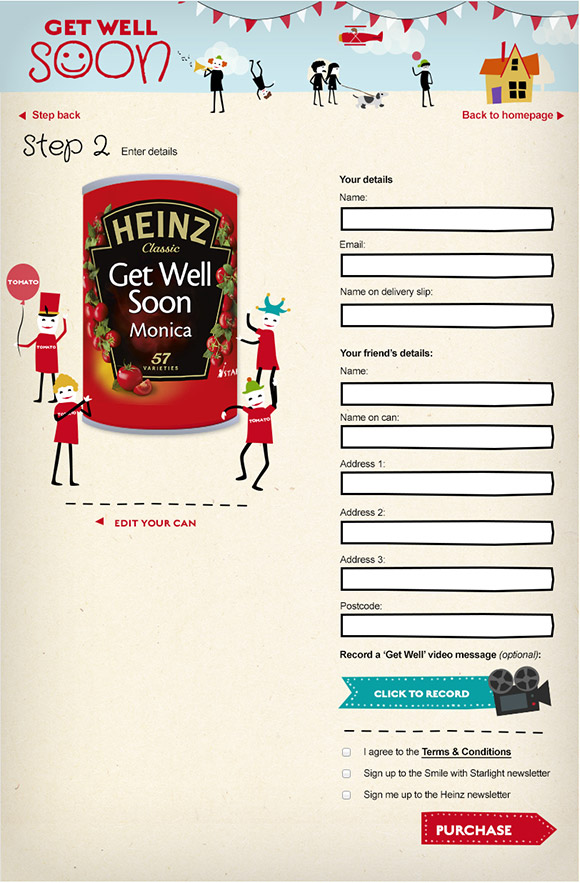 GET WELL
SOON
Step back
Back to homepage
Step 2 Enter details
HEINZ
Classic
Get Well
Soon
Monica
57
VARIETIES
TOMATO
TOMATO
TOMATO
TOMATO
EDIT YOUR CAN
Your details
Name:
Email:
Name on delivery slip:
Your friend's details:
Name:
Name on can:
Address 1:
Address 2:
Address 3:
Postcode:
Record a ‘Get Well’ video message (optional):
CLICK TO RECORD
I agree to the Terms & Conditions
Sign up to the Smile with Starlight newsletter
Sign me up to the Heinz newsletter
PURCHASE